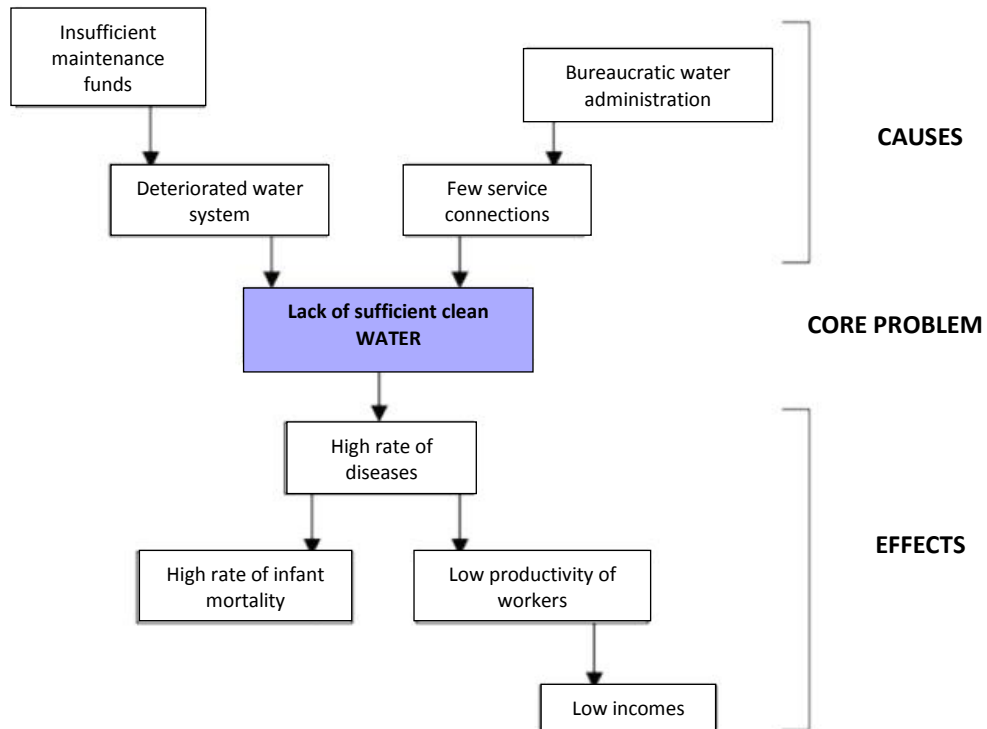 Insufficient
maintenance
funds
Bureaucratic water
administration
CAUSES
Deteriorated water
system
Few service
connections
Lack of sufficient clean
WATER
CORE PROBLEM
High rate of
diseases
EFFECTS
High rate of infant
mortality
Low productivity of
workers
Low incomes